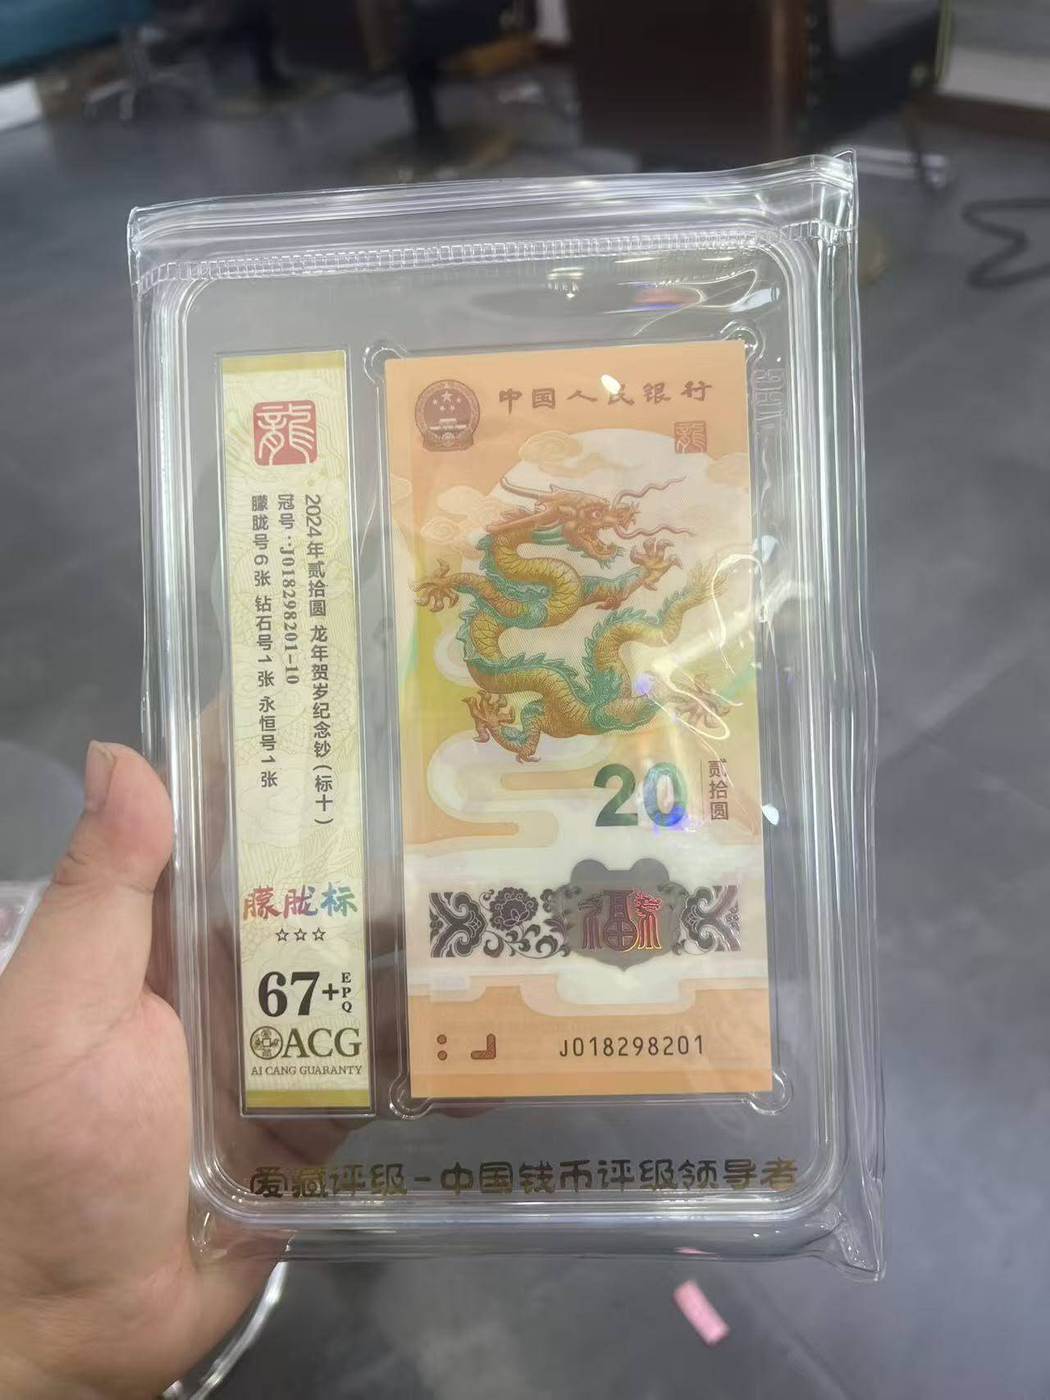 龍
2024年贰拾圆 龙年贺岁纪念钞(标十)
冠号:J018298201-10
朦胧号6张 钻石号1张 永恒号1张
朦胧标
☆☆☆
67+EPQ
ACG
AI CANG GUARANTY
中国人民银行
龍
20
贰拾圆
福
J018298201
爱藏评级-中国钱币评级领导者